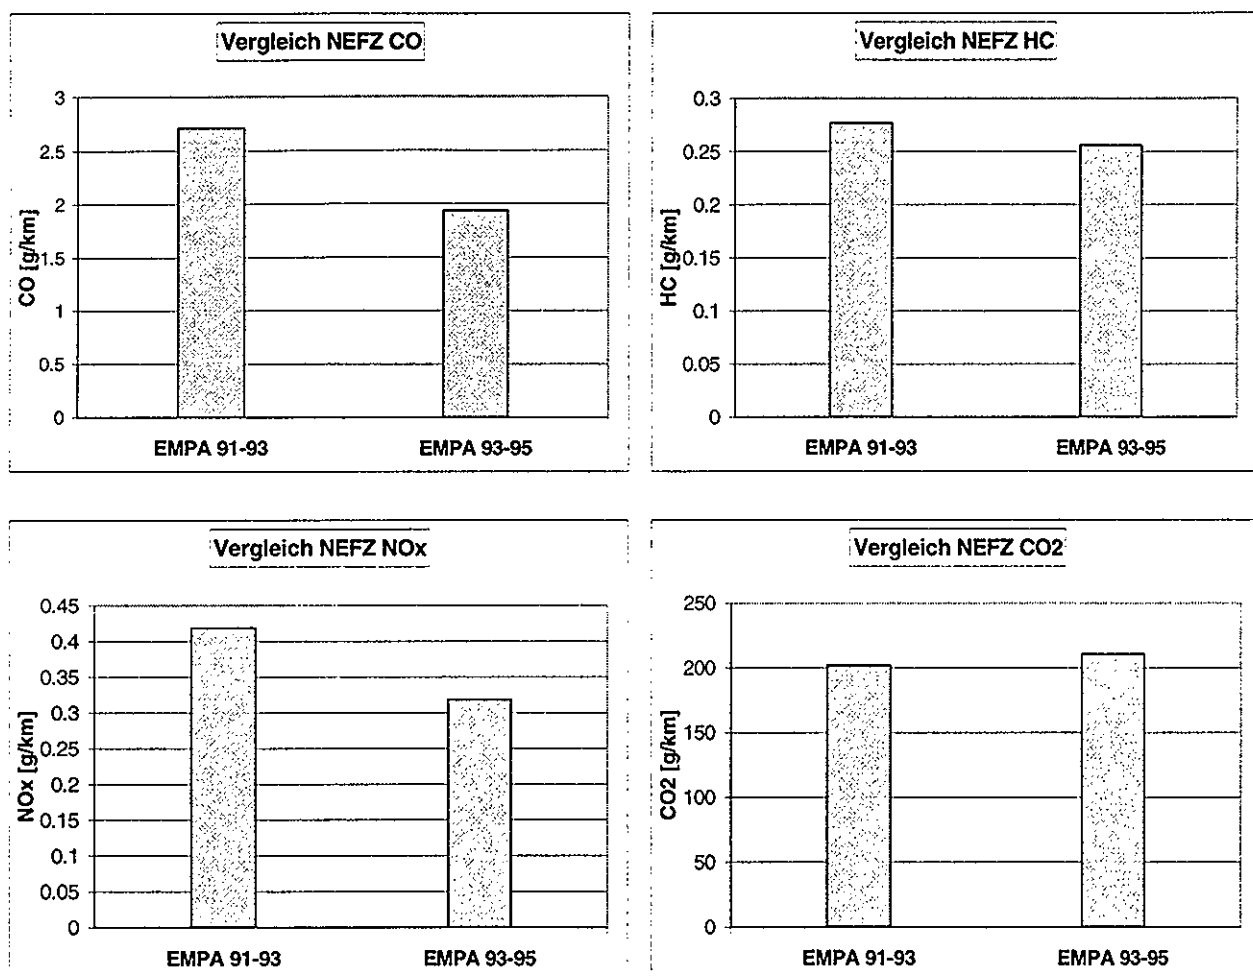 Vergleich NEFZ CO
CO [g/km]
3
2.5
2
1.5
1
0.5
0
EMPA 91-93 EMPA 93-95
Vergleich NEFZ HC
HC [g/km]
0.3
0.25
0.2
0.15
0.1
0.05
0
EMPA 91-93 EMPA 93-95
Vergleich NEFZ NOx
NOx [g/km]
0.45
0.4
0.35
0.3
0.25
0.2
0.15
0.1
0.05
0
EMPA 91-93 EMPA 93-95
Vergleich NEFZ CO2
CO2 [g/km]
250
200
150
100
50
0
EMPA 91-93 EMPA 93-95